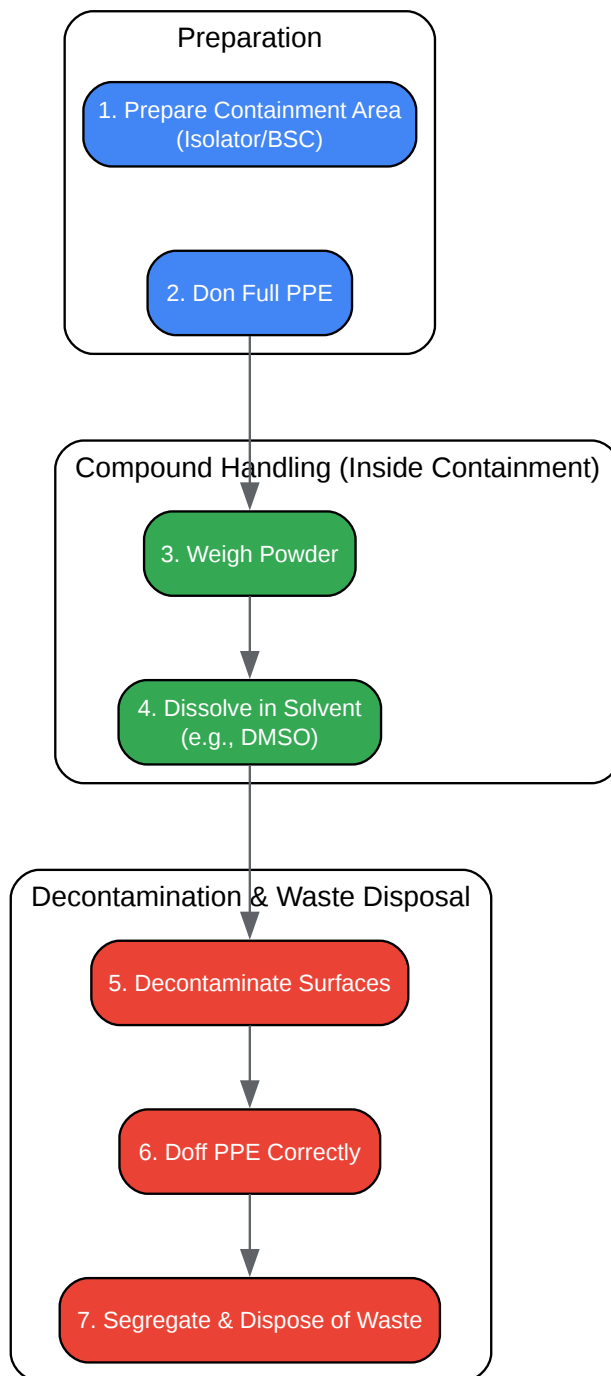 Preparation
1. Prepare Containment Area
(Isolator/BSC)
2. Don Full PPE
Compound Handling (Inside Containment)
3. Weigh Powder
4. Dissolve in Solvent
(e.g., DMSO)
Decontamination & Waste Disposal
5. Decontaminate Surfaces
6. Doff PPE Correctly
7. Segregate & Dispose of Waste